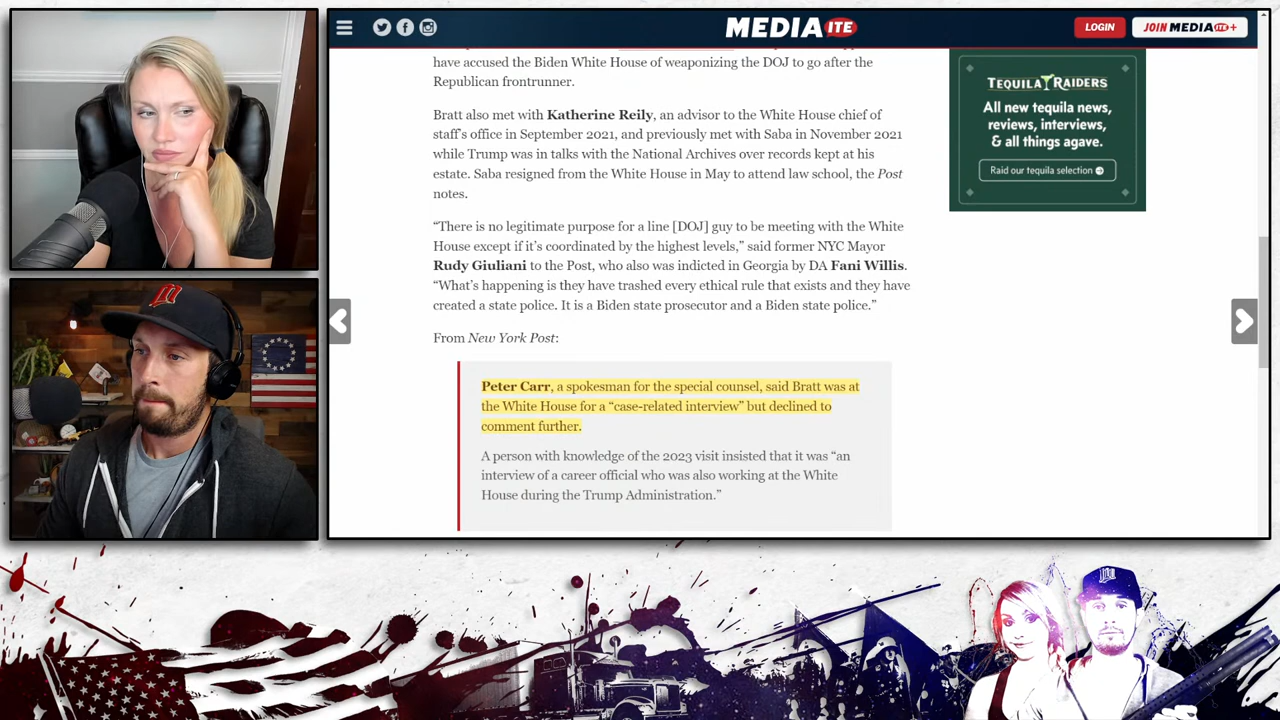 MEDIAITE
LOGIN
JOIN MEDIAITE+
have accused the Biden White House of weaponizing the DOJ to go after the
Republican frontrunner.
Bratt also met with Katherine Reily, an advisor to the White House chief of
staff's office in September 2021, and previously met with Saba in November 2021
while Trump was in talks with the National Archives over records kept at his
estate. Saba resigned from the White House in May to attend law school, the Post
notes.
“There is no legitimate purpose for a line [DOJ] guy to be meeting with the White
House except if it's coordinated by the highest levels,” said former NYC Mayor
Rudy Giuliani to the Post, who also was indicted in Georgia by DA Fani Willis.
“What's happening is they have trashed every ethical rule that exists and they have
created a state police. It is a Biden state prosecutor and a Biden state police.”
From New York Post:
Peter Carr, a spokesman for the special counsel, said Bratt was at
the White House for a “case-related interview” but declined to
comment further.
A person with knowledge of the 2023 visit insisted that it was “an
interview of a career official who was also working at the White
House during the Trump Administration.”
TEQUILA RAIDERS
All new tequila news,
reviews, interviews,
& all things agave.
Raid our tequila selection